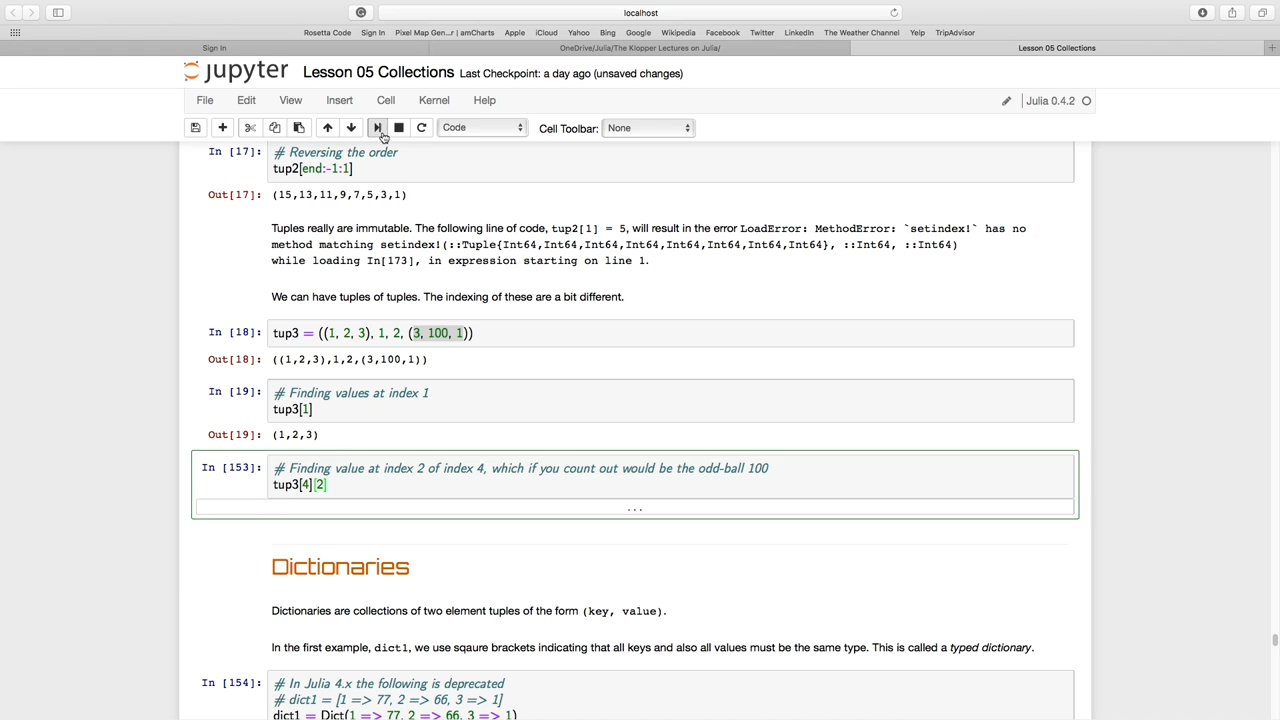 localhost
Rosetta Code Sign In Pixel Map Gen...r | amCharts Apple iCloud Yahoo Bing Google Wikipedia Facebook Twitter LinkedIn The Weather Channel Yelp TripAdvisor
Sign In OneDrive/Julia/The Klopper Lectures on Julia/ Lesson 05 Collections
jupyter Lesson 05 Collections Last Checkpoint: a day ago (unsaved changes)
File Edit View Insert Cell Kernel Help Julia 0.4.2
Code Cell Toolbar: None
In [17]: # Reversing the order
tup2[end:-1:1]
Out[17]: (15,13,11,9,7,5,3,1)
Tuples really are immutable. The following line of code, tup2[1] = 5, will result in the error LoadError: MethodError: `setindex!` has no
method matching setindex!(::Tuple{Int64,Int64,Int64,Int64,Int64,Int64,Int64,Int64}, ::Int64, ::Int64)
while loading In[173], in expression starting on line 1.
We can have tuples of tuples. The indexing of these are a bit different.
In [18]: tup3 = ((1, 2, 3), 1, 2, (3, 100, 1))
Out[18]: ((1,2,3),1,2,(3,100,1))
In [19]: # Finding values at index 1
tup3[1]
Out[19]: (1,2,3)
In [153]: # Finding value at index 2 of index 4, which if you count out would be the odd-ball 100
tup3[4][2]
...
Dictionaries
Dictionaries are collections of two element tuples of the form (key, value).
In the first example, dict1, we use sqaure brackets indicating that all keys and also all values must be the same type. This is called a typed dictionary.
In [154]: # In Julia 4.x the following is deprecated
# dict1 = [1 => 77, 2 => 66, 3 => 1]
dict1 = Dict(1 => 77, 2 => 66, 3 => 1)